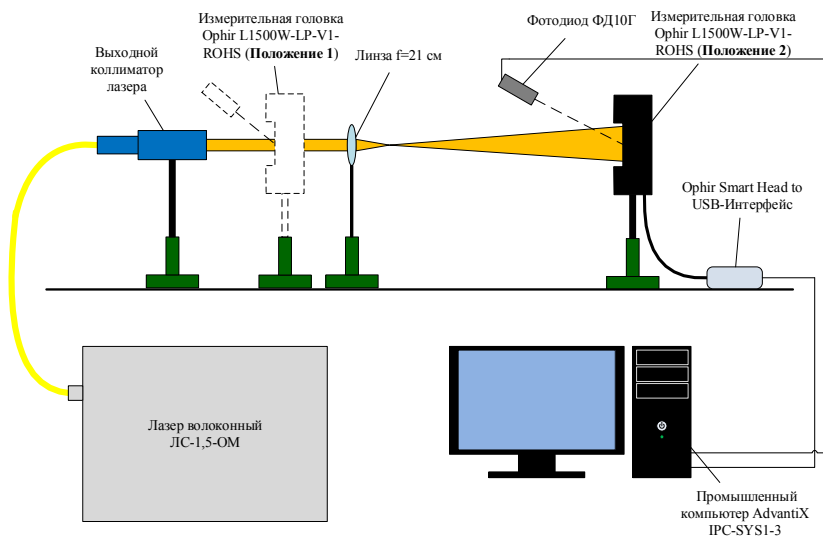 Выходной
коллиматор
лазера
Измерительная головка
Ophir L1500W-LP-V1-
ROHS (Положение 1)
Линза f=21 см
Фотодиод ФД10Г
Измерительная головка
Ophir L1500W-LP-V1-
ROHS (Положение 2)
Ophir Smart Head to
USB-Интерфейс
Лазер волоконный
ЛС-1,5-ОМ
Промышленный
компьютер AdvantiX
IPC-SYS1-3